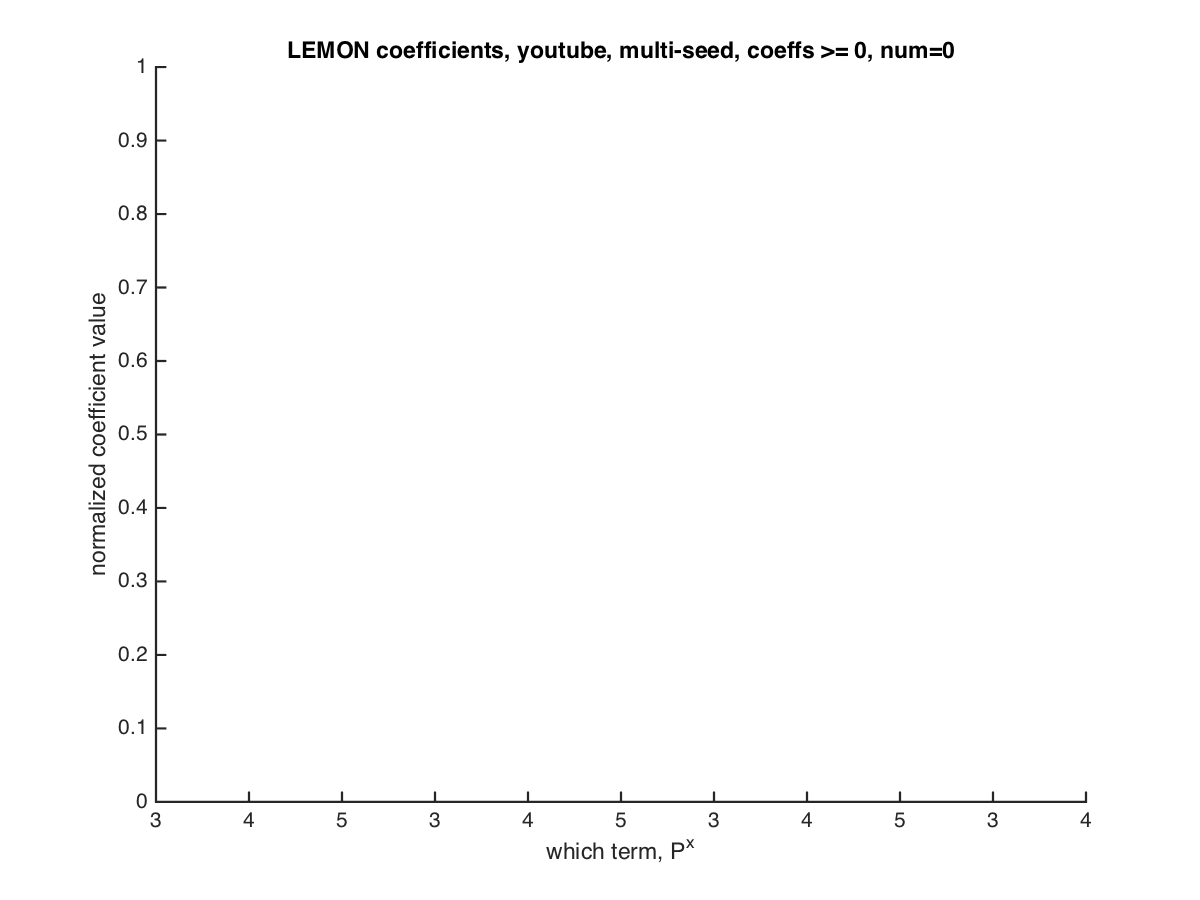 LEMON coefficients, youtube, multi-seed, coeffs >= 0, num=0
1
0.9
0.8
0.7
0.6
0.5
0.4
0.3
0.2
0.1
0
normalized coefficient value
3 4 5 3 4 5 3 4 5 3 4
which term, P^x